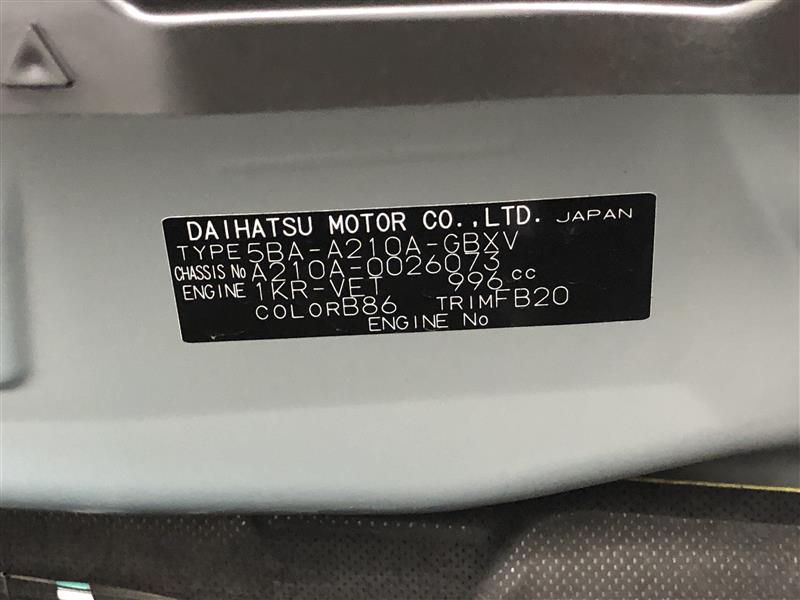 DAIHATSU MOTOR CO.,LTD. JAPAN
TYPE 5BA-A210A-GBXV
CHASSIS No A210A-0026073
ENGINE 1KR-VET 996 cc
COLOR B86 TRIM FB20
ENGINE No